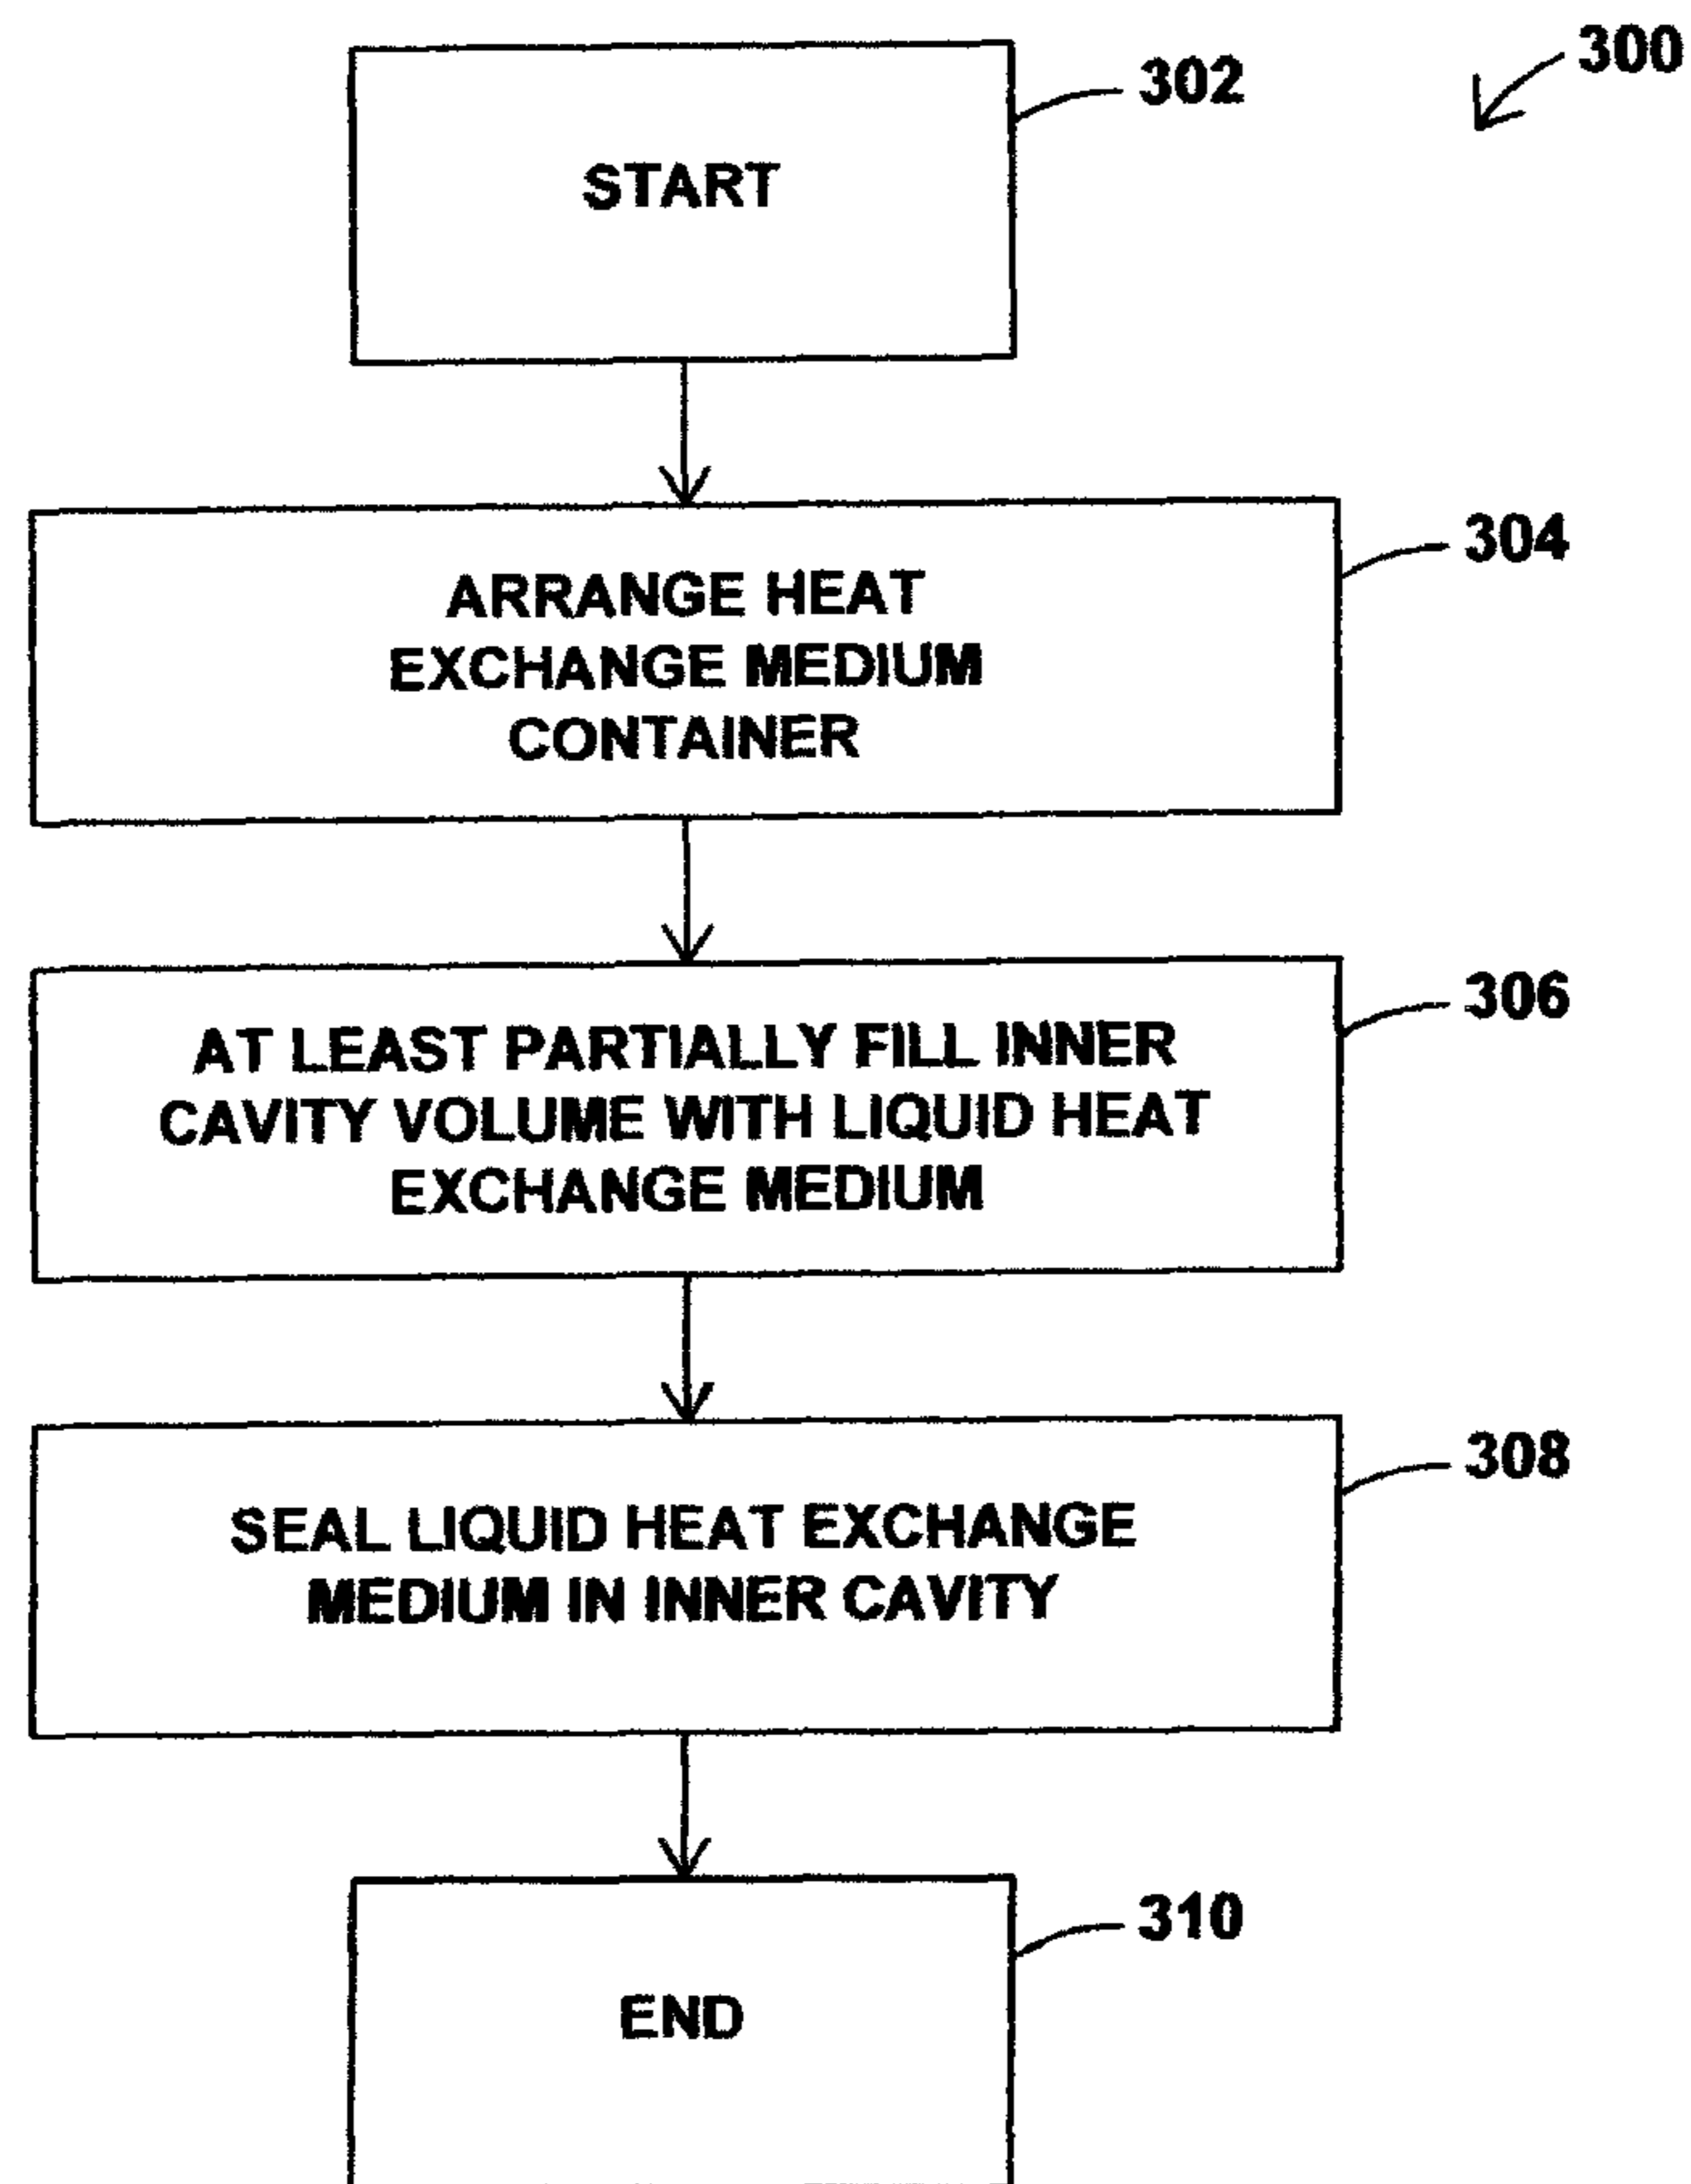 300
302
START
304
ARRANGE HEAT
EXCHANGE MEDIUM
CONTAINER
306
AT LEAST PARTIALLY FILL INNER
CAVITY VOLUME WITH LIQUID HEAT
EXCHANGE MEDIUM
308
SEAL LIQUID HEAT EXCHANGE
MEDIUM IN INNER CAVITY
310
END